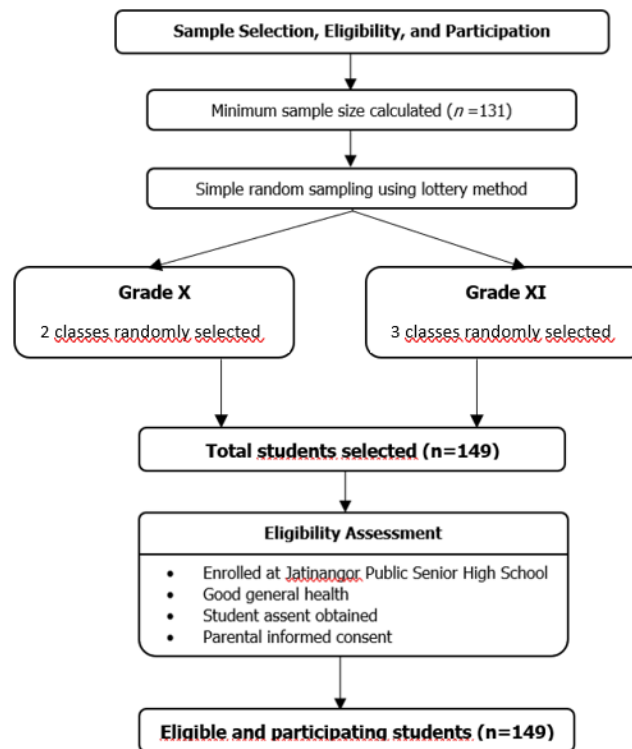 Sample Selection, Eligibility, and Participation
Minimum sample size calculated (n =131)
Simple random sampling using lottery method
Grade X
2 classes randomly selected
Grade XI
3 classes randomly selected
Total students selected (n=149)
Eligibility Assessment
• Enrolled at Jatinangor Public Senior High School
• Good general health
• Student assent obtained
• Parental informed consent
Eligible and participating students (n=149)